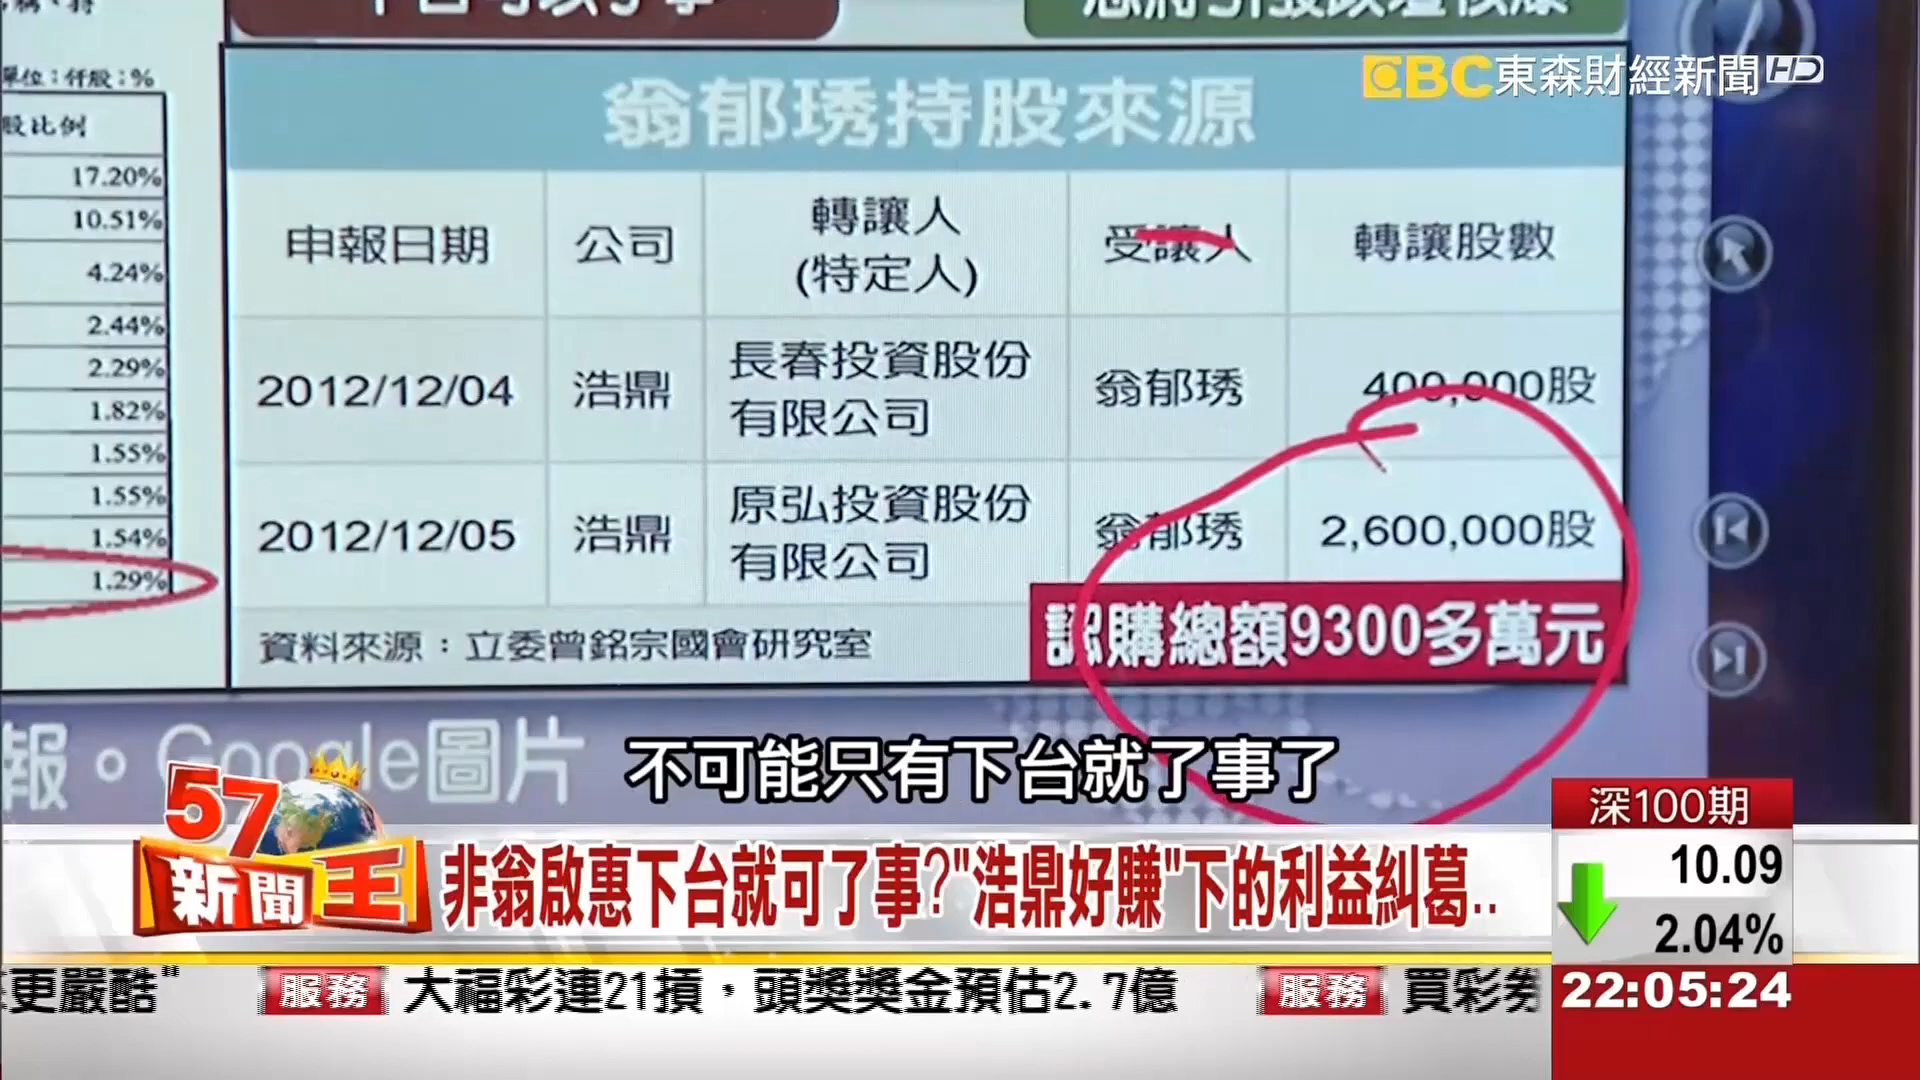 EBC東森財經新聞HD
單位：仟股；%
股比例
17.20%
10.51%
4.24%
2.44%
2.29%
1.82%
1.55%
1.55%
1.54%
1.29%
翁郁琇持股來源
申報日期 公司 轉讓人(特定人) 受讓人 轉讓股數
2012/12/04 浩鼎 長春投資股份有限公司 翁郁琇 400,000股
2012/12/05 浩鼎 原弘投資股份有限公司 翁郁琇 2,600,000股
資料來源：立委曾銘宗國會研究室
認購總額9300多萬元
報。Google圖片
不可能只有下台就了事了
57新聞王
非翁啟惠下台就可了事?"浩鼎好賺"下的利益糾葛..
深100期
10.09
2.04%
更嚴酷" 服務 大福彩連21摃，頭獎獎金預估2.7億 服務 買彩券
22:05:24